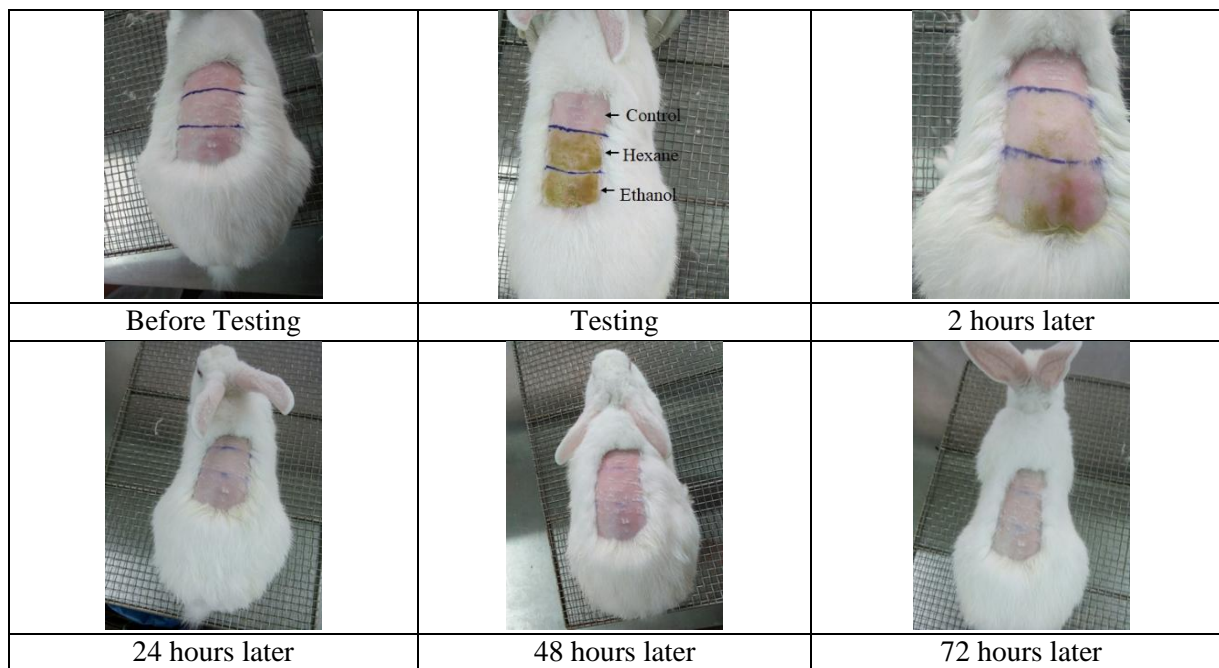 Control
Hexane
Ethanol
Before Testing
Testing
2 hours later
24 hours later
48 hours later
72 hours later